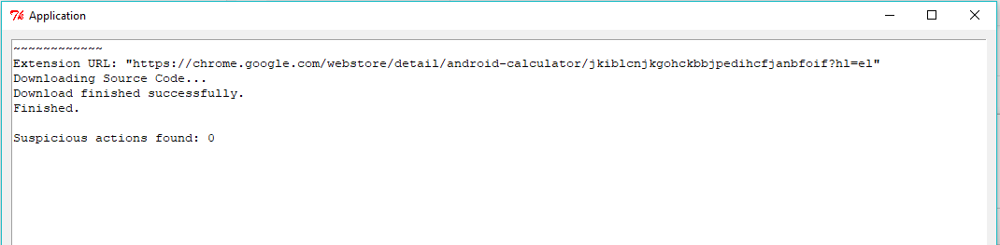 Application
~~~~~~~~~~~~
Extension URL: "https://chrome.google.com/webstore/detail/android-calculator/jkiblcnjkgohckbbjpedihcfjanbfoif?hl=el"
Downloading Source Code...
Download finished successfully.
Finished.
Suspicious actions found: 0